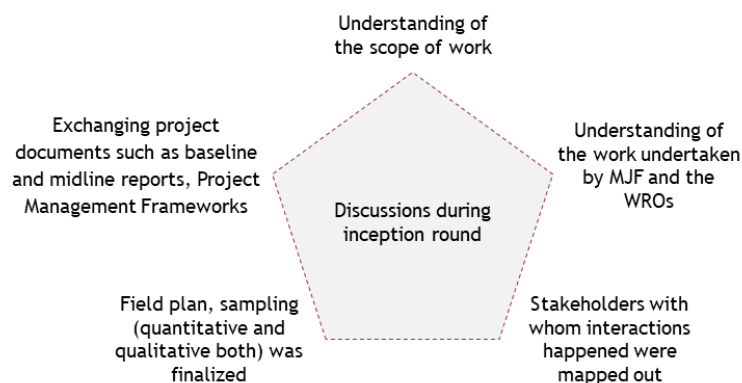 Understanding of
the scope of work
Exchanging project
documents such as baseline
and midline reports, Project
Management Frameworks
Understanding of
the work undertaken
by MJF and the
WROs
Discussions during
inception round
Field plan, sampling
(quantitative and
qualitative both) was
finalized
Stakeholders with
whom interactions
happened were
mapped out